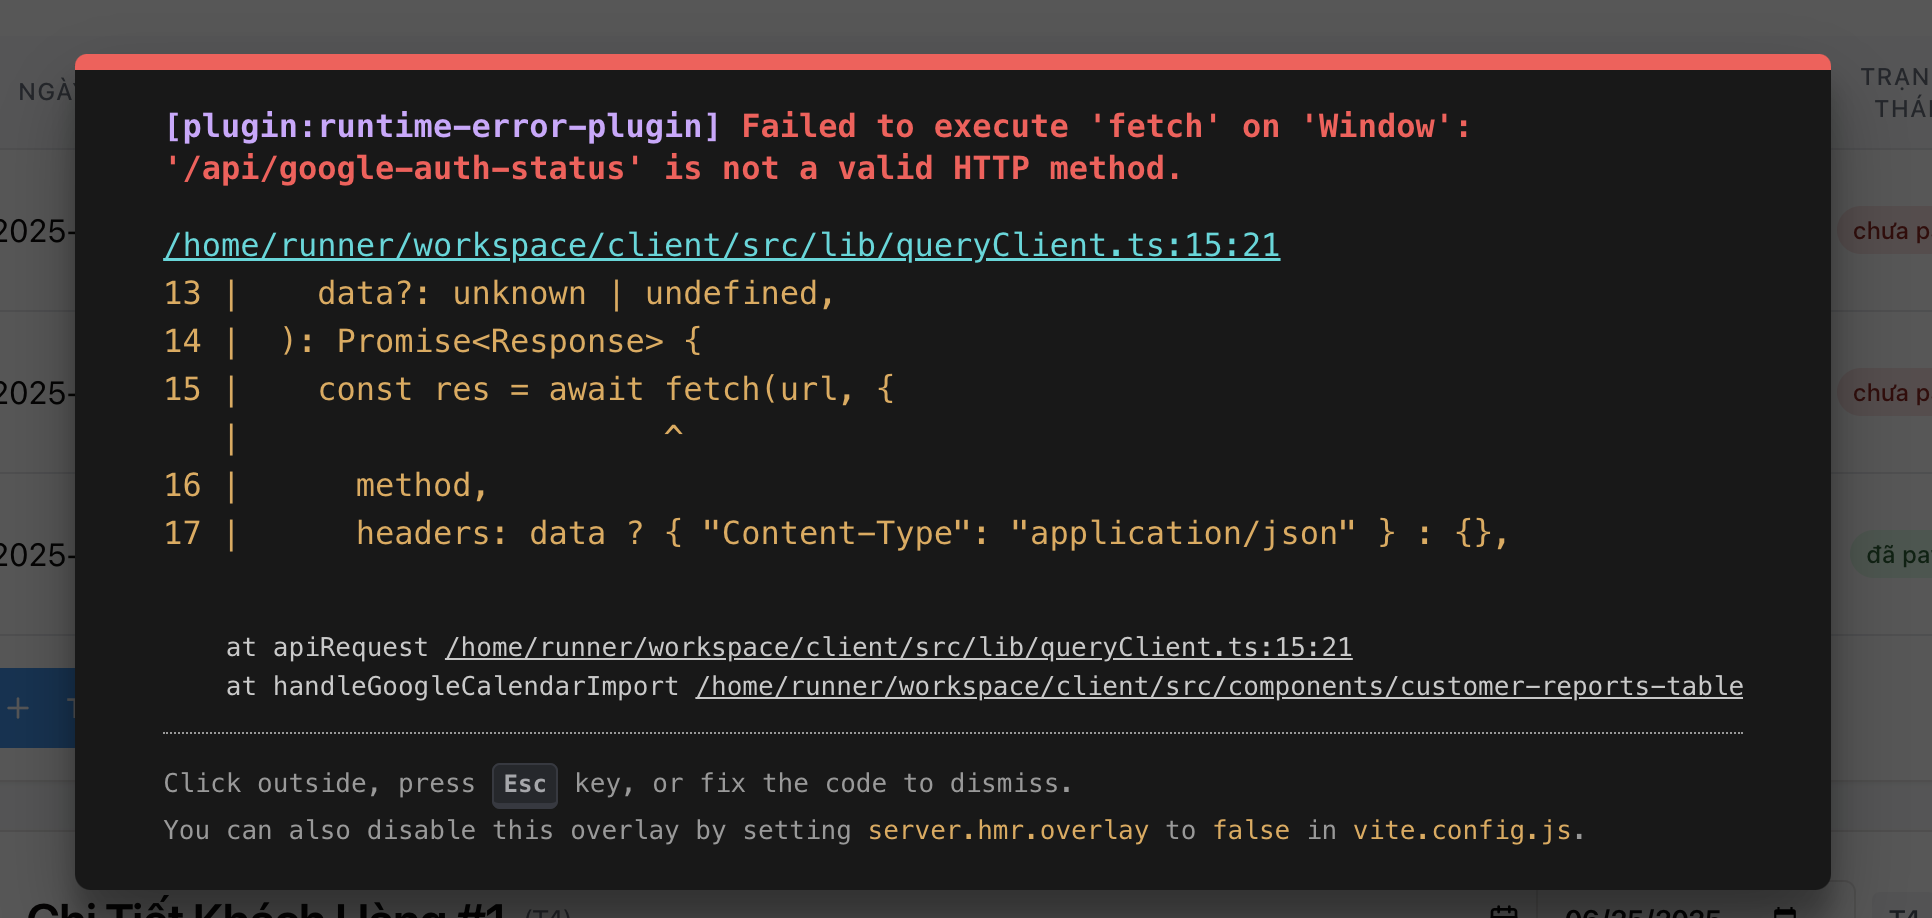 TRẠN
NGÀ
THÁI
[plugin:runtime-error-plugin] Failed to execute 'fetch' on 'Window':
'/api/google-auth-status' is not a valid HTTP method.
2025-
chưa p
/home/runner/workspace/client/src/lib/queryClient.ts:15:21
13 |    data?: unknown | undefined,
14 |  ): Promise<Response> {
2025-
15 |    const res = await fetch(url, {
chưa p
   |                      ^
16 |      method,
17 |      headers: data ? { "Content-Type": "application/json" } : {},
2025-
đã pa
at apiRequest /home/runner/workspace/client/src/lib/queryClient.ts:15:21
at handleGoogleCalendarImport /home/runner/workspace/client/src/components/customer-reports-table
+ T
Click outside, press Esc key, or fix the code to dismiss.
You can also disable this overlay by setting server.hmr.overlay to false in vite.config.js.
Chi Tiết Khách Hàng #1 (T4)
06/25/2025
T4